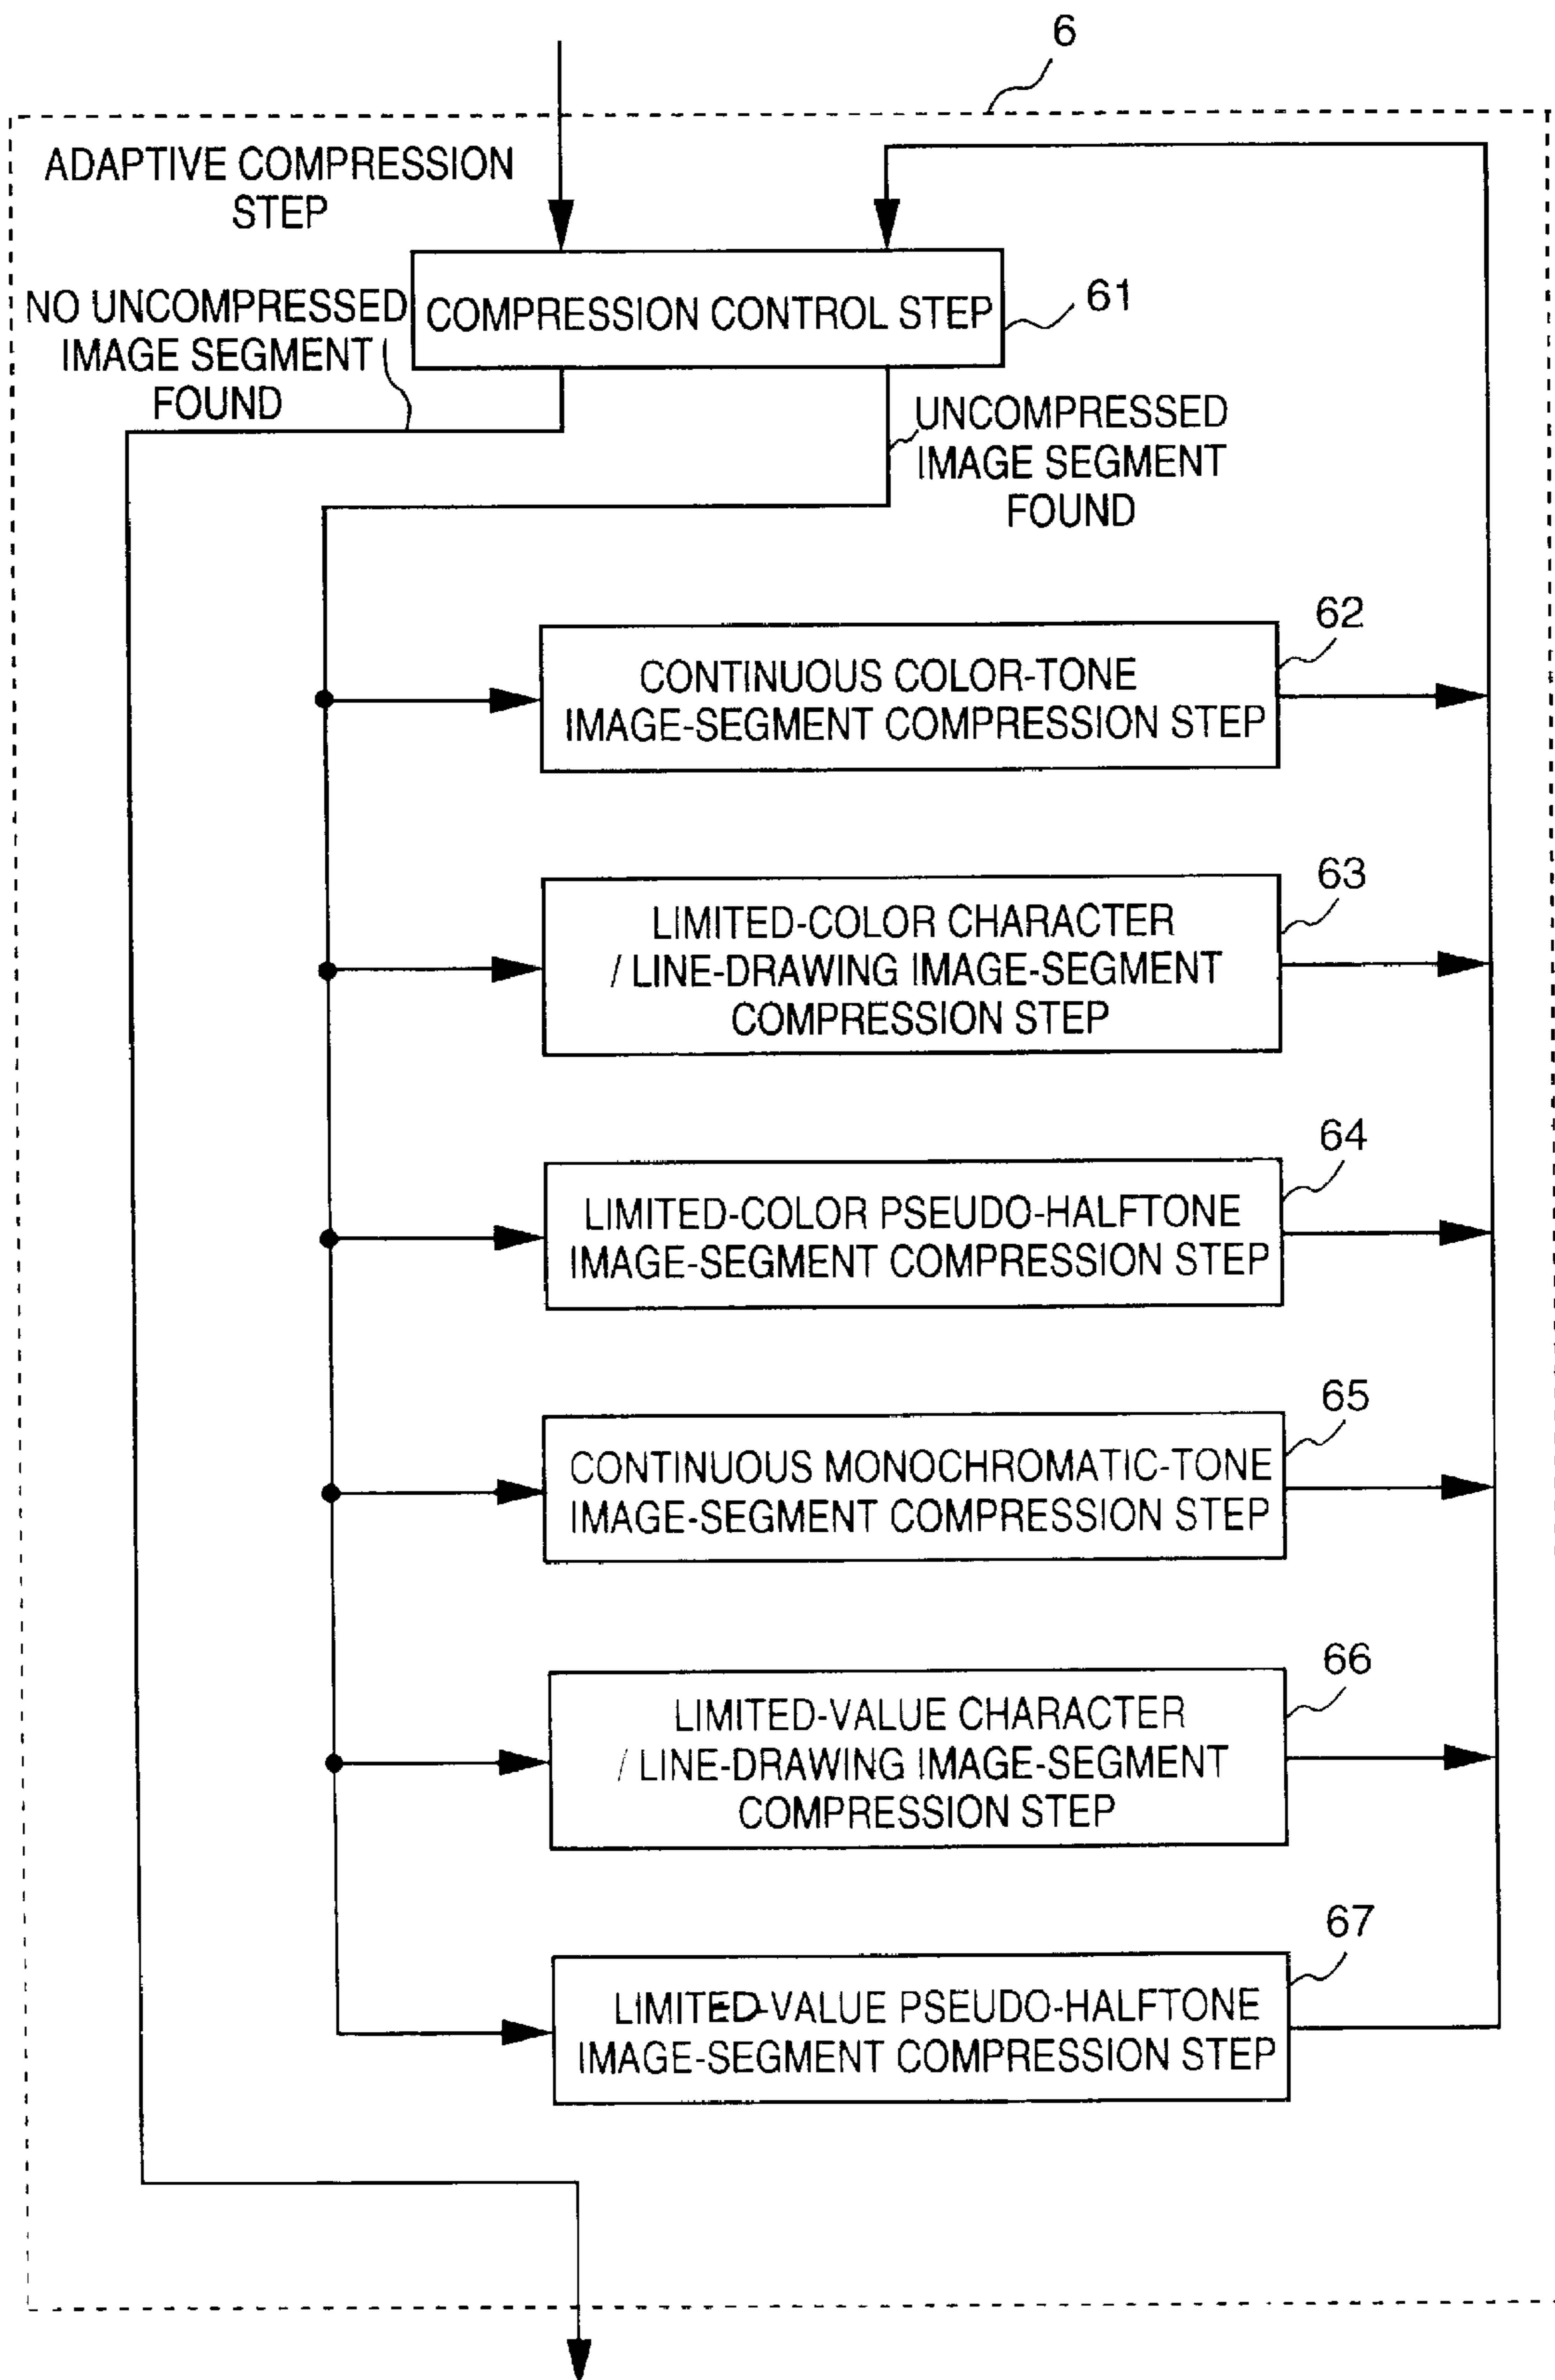 6
ADAPTIVE COMPRESSION
STEP
COMPRESSION CONTROL STEP
61
NO UNCOMPRESSED
IMAGE SEGMENT
FOUND
UNCOMPRESSED
IMAGE SEGMENT
FOUND
62
CONTINUOUS COLOR-TONE
IMAGE-SEGMENT COMPRESSION STEP
63
LIMITED-COLOR CHARACTER
/ LINE-DRAWING IMAGE-SEGMENT
COMPRESSION STEP
64
LIMITED-COLOR PSEUDO-HALFTONE
IMAGE-SEGMENT COMPRESSION STEP
65
CONTINUOUS MONOCHROMATIC-TONE
IMAGE-SEGMENT COMPRESSION STEP
66
LIMITED-VALUE CHARACTER
/ LINE-DRAWING IMAGE-SEGMENT
COMPRESSION STEP
67
LIMITED-VALUE PSEUDO-HALFTONE
IMAGE-SEGMENT COMPRESSION STEP